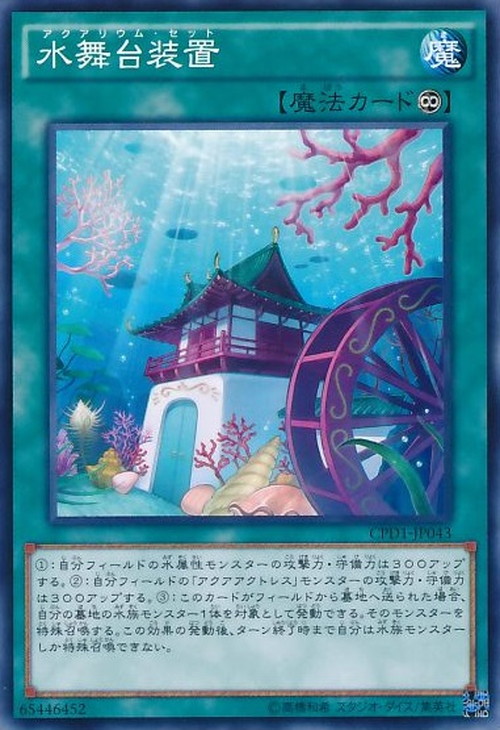 アクアリウム・セット
水舞台装置
魔
【魔法カード∞】
CPD1-JP043
①：自分フィールドの水属性モンスターの攻撃力・守備力は３００アップ
する。②：自分フィールドの「アクアアクトレス」モンスターの攻撃力・守備力
は３００アップする。③：このカードがフィールドから墓地へ送られた場合、
自分の墓地の水族モンスター１体を対象として発動できる。そのモンスターを
特殊召喚する。この効果の発動後、ターン終了時まで自分は水族モンスター
しか特殊召喚できない。
65446452
©高橋和希 スタジオ・ダイス/集英社